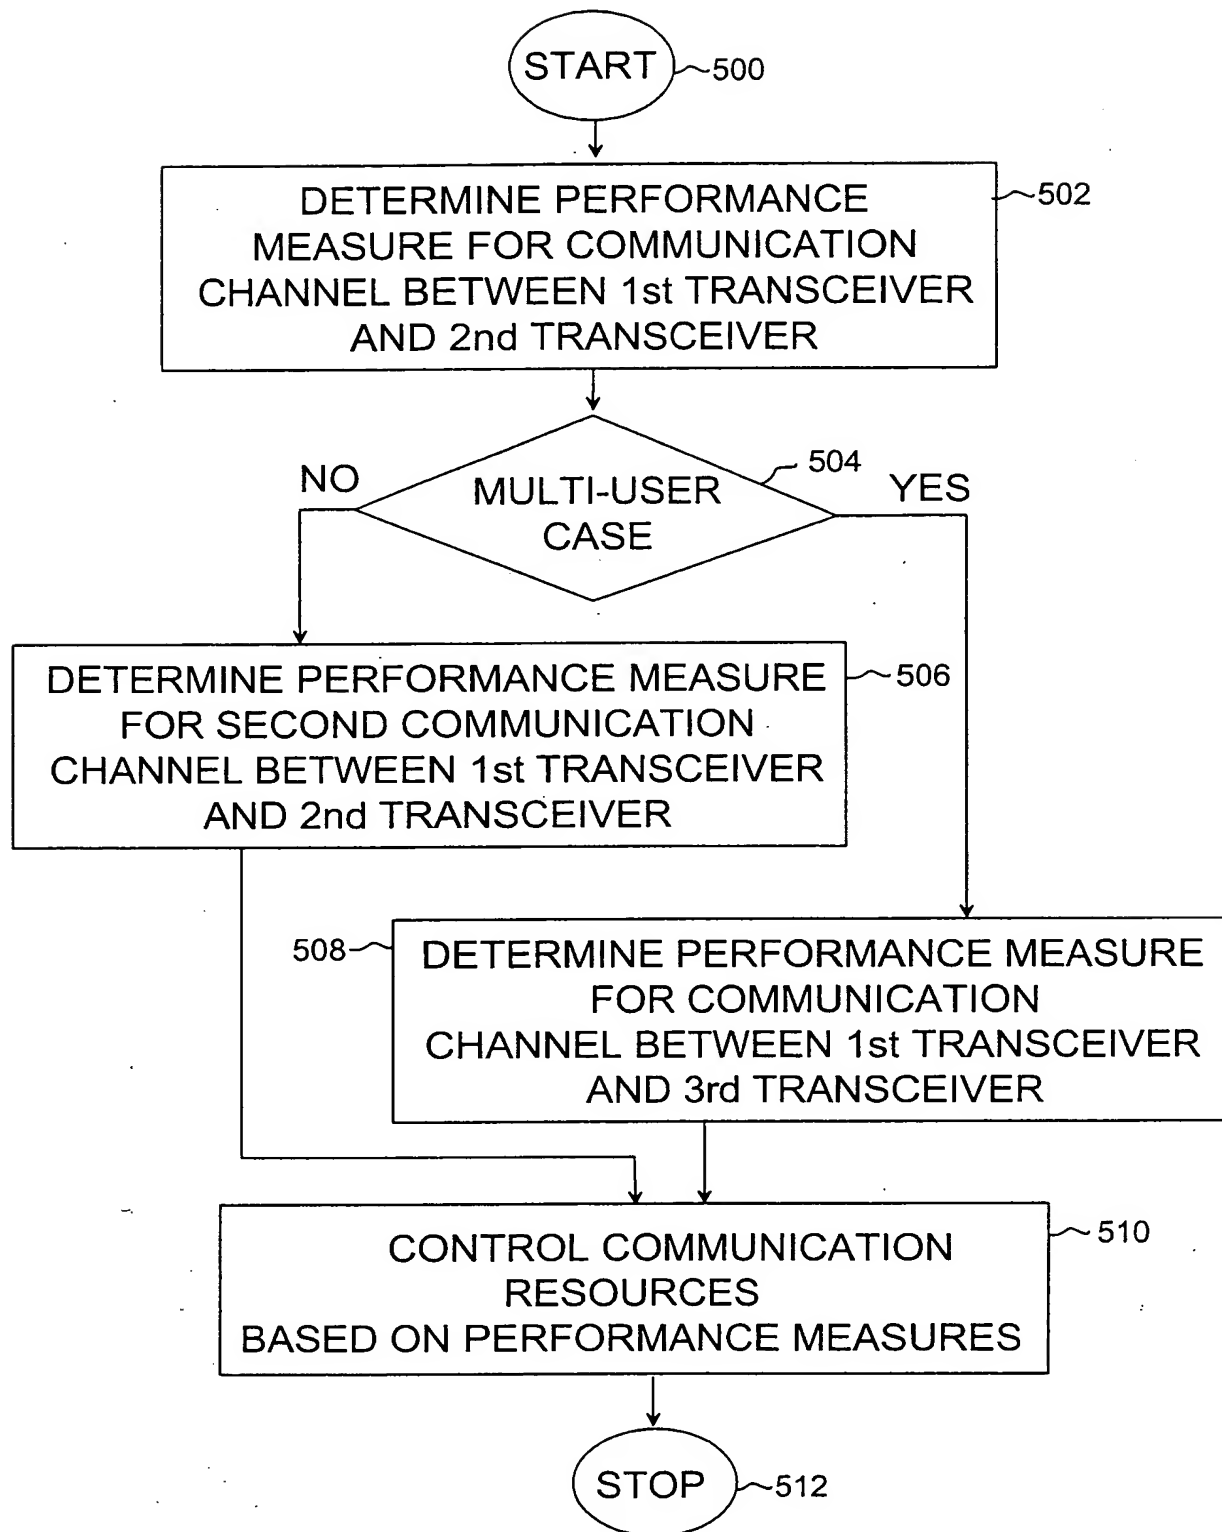 START
500
DETERMINE PERFORMANCE
MEASURE FOR COMMUNICATION
CHANNEL BETWEEN 1st TRANSCEIVER
AND 2nd TRANSCEIVER
502
NO
MULTI-USER
CASE
504
YES
DETERMINE PERFORMANCE MEASURE
FOR SECOND COMMUNICATION
CHANNEL BETWEEN 1st TRANSCEIVER
AND 2nd TRANSCEIVER
506
508
DETERMINE PERFORMANCE MEASURE
FOR COMMUNICATION
CHANNEL BETWEEN 1st TRANSCEIVER
AND 3rd TRANSCEIVER
CONTROL COMMUNICATION
RESOURCES
BASED ON PERFORMANCE MEASURES
510
STOP
512